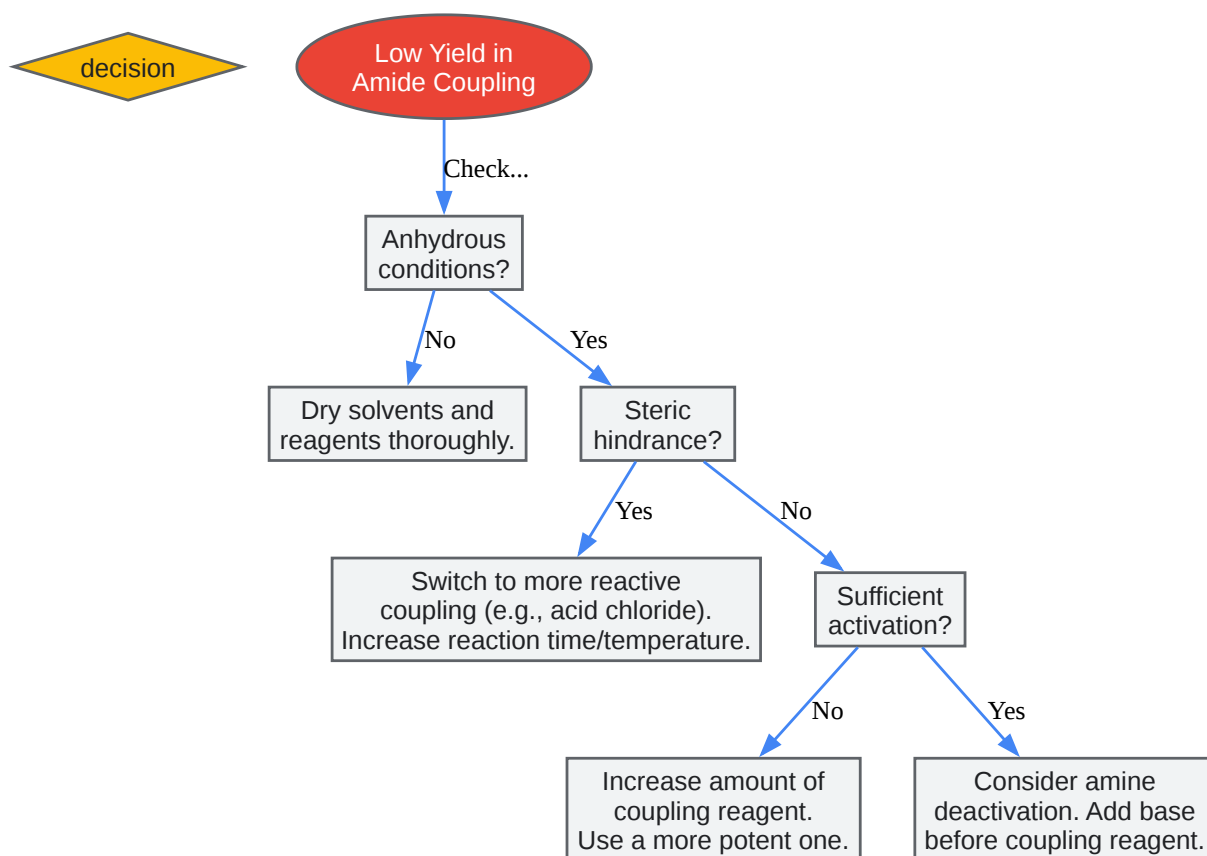 decision
Low Yield in
Amide Coupling
Check...
Anhydrous
conditions?
No
Yes
Dry solvents and
reagents thoroughly.
Steric
hindrance?
Yes
No
Switch to more reactive
coupling (e.g., acid chloride).
Increase reaction time/temperature.
Sufficient
activation?
No
Yes
Increase amount of
coupling reagent.
Use a more potent one.
Consider amine
deactivation. Add base
before coupling reagent.